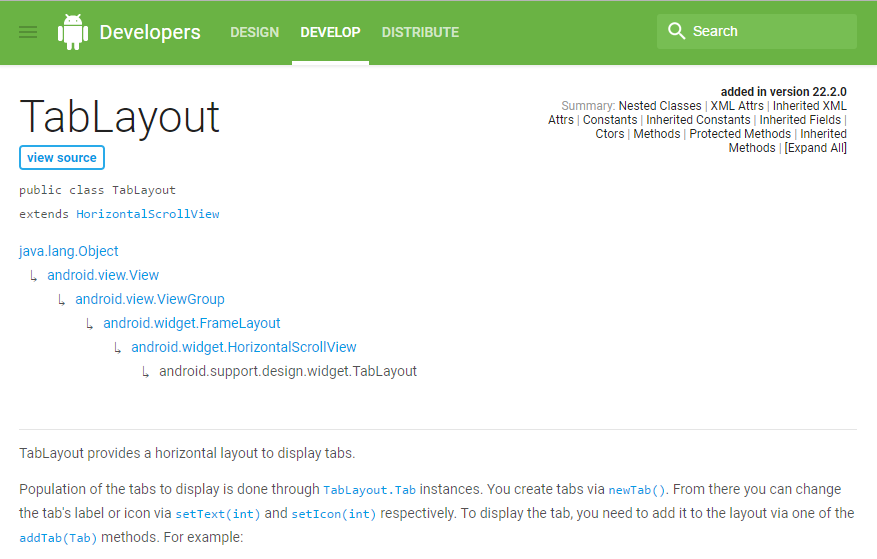 Developers DESIGN DEVELOP DISTRIBUTE Search
added in version 22.2.0
Summary: Nested Classes | XML Attrs | Inherited XML
Attrs | Constants | Inherited Constants | Inherited Fields |
Ctors | Methods | Protected Methods | Inherited
Methods | [Expand All]
TabLayout
view source
public class TabLayout
extends HorizontalScrollView
java.lang.Object
↳ android.view.View
↳ android.view.ViewGroup
↳ android.widget.FrameLayout
↳ android.widget.HorizontalScrollView
↳ android.support.design.widget.TabLayout
TabLayout provides a horizontal layout to display tabs.
Population of the tabs to display is done through TabLayout.Tab instances. You create tabs via newTab(). From there you can change
the tab's label or icon via setText(int) and setIcon(int) respectively. To display the tab, you need to add it to the layout via one of the
addTab(Tab) methods. For example: